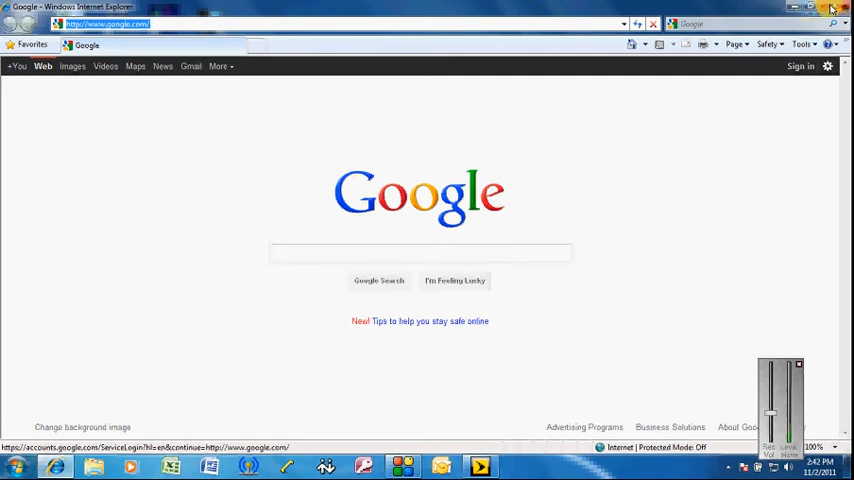 Google - Windows Internet Explorer
http://www.google.com/
Google
Favorites
Google
Page
Safety
Tools
+You Web Images Videos Maps News Gmail More
Sign in
Google
Google Search
I'm Feeling Lucky
New! Tips to help you stay safe online
Change background image
Advertising Programs
Business Solutions
About
https://accounts.google.com/ServiceLogin?hl=en&continue=http://www.google.com/
Internet | Protected Mode: Off
100%
Rec
Vol
2:42 PM
11/2/2011